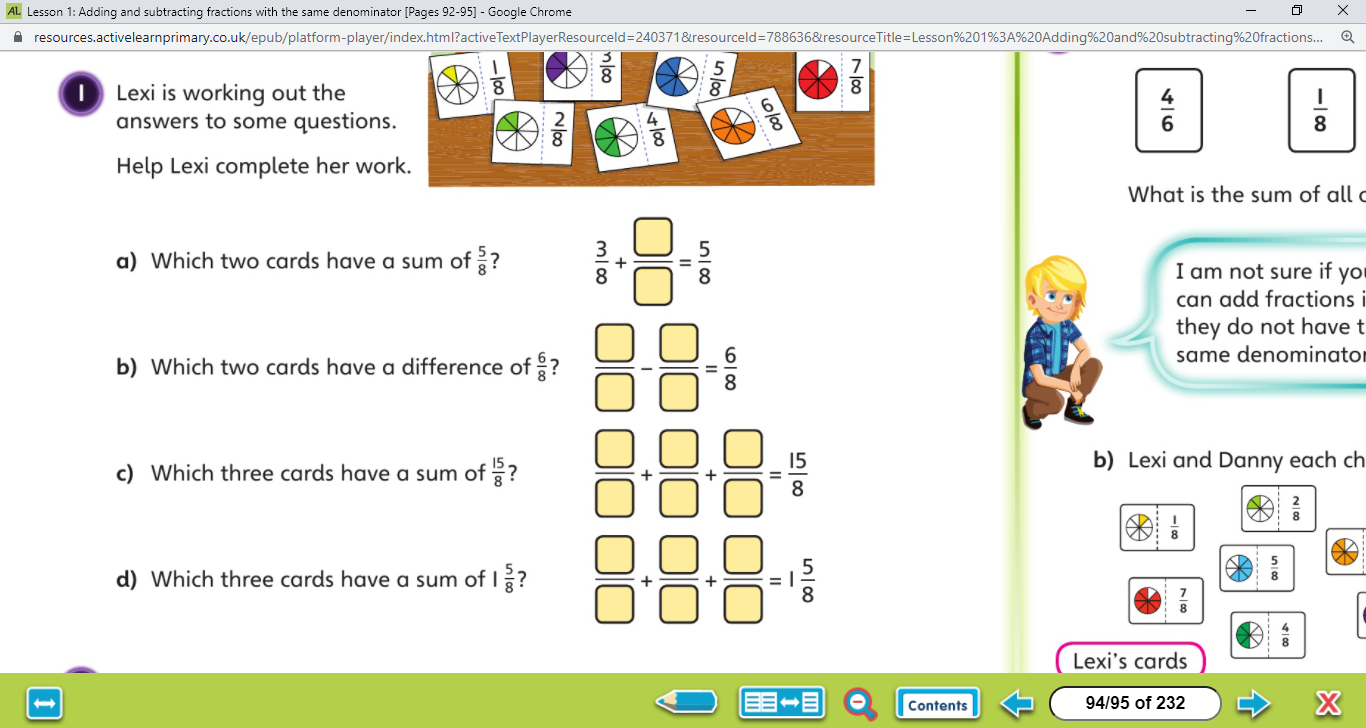 Lesson 1: Adding and subtracting fractions with the same denominator [Pages 92-95] - Google Chrome
resources.activelearnprimary.co.uk/epub/platform-player/index.html?activeTextPlayerResourceId=240371&resourceId=788636&resourceTitle=Lesson%201%3A%20Adding%20and%20subtracting%20fractions...
1 Lexi is working out the
answers to some questions.
Help Lexi complete her work.
1/8 3/8 5/8 7/8
2/8 4/8 6/8
a) Which two cards have a sum of 5/8?
3/8 + = 5/8
b) Which two cards have a difference of 6/8?
- = 6/8
c) Which three cards have a sum of 15/8?
+ + = 15/8
d) Which three cards have a sum of 1 5/8?
+ + = 1 5/8
4/6 1/8
What is the sum of all
I am not sure if
can add fractions
they do not have
same
b) Lexi and Danny each
1/8 2/8
5/8
7/8 4/8
Lexi's cards
Contents
94/95 of 232
X